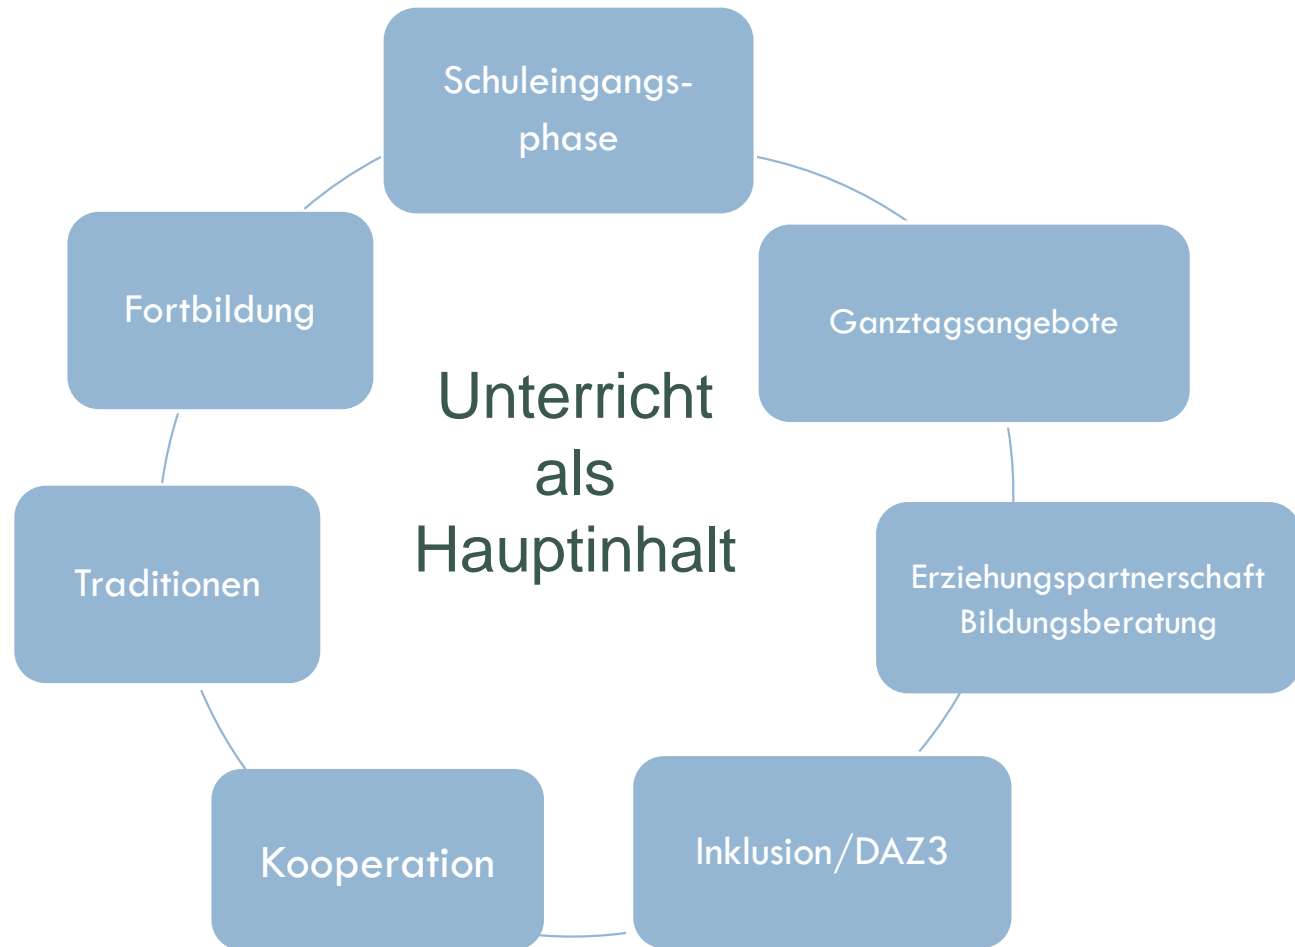 Schuleingangs-
phase
Fortbildung
Ganztagsangebote
Unterricht
als
Hauptinhalt
Traditionen
Erziehungspartnerschaft
Bildungsberatung
Kooperation
Inklusion/DAZ3